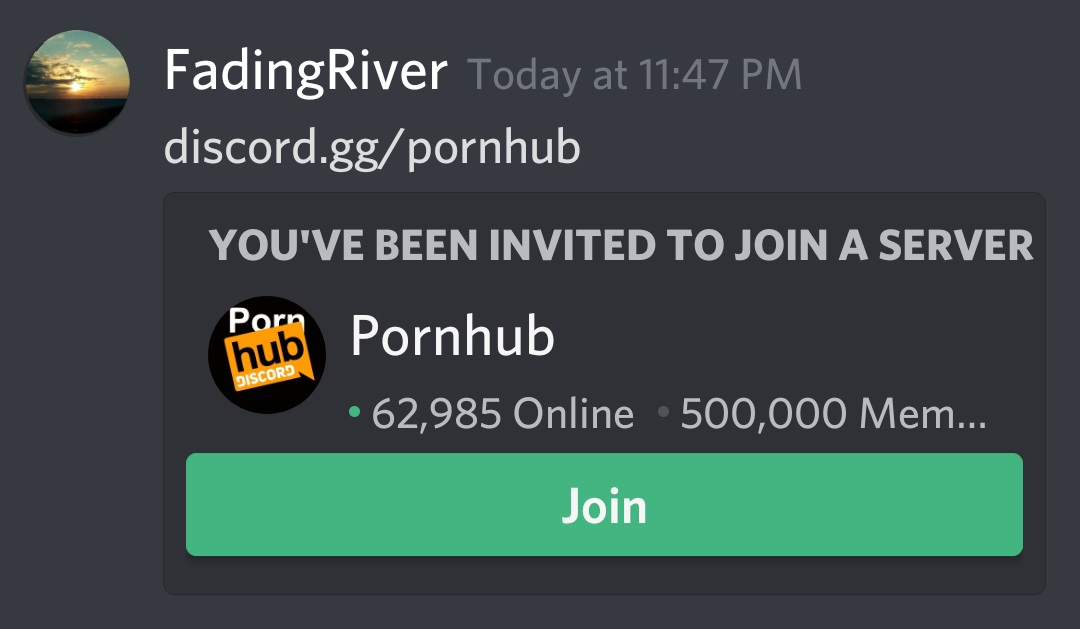 FadingRiver Today at 11:47 PM
discord.gg/pornhub
YOU'VE BEEN INVITED TO JOIN A SERVER
Porn
hub
DISCORD
Pornhub
62,985 Online 500,000 Mem...
Join